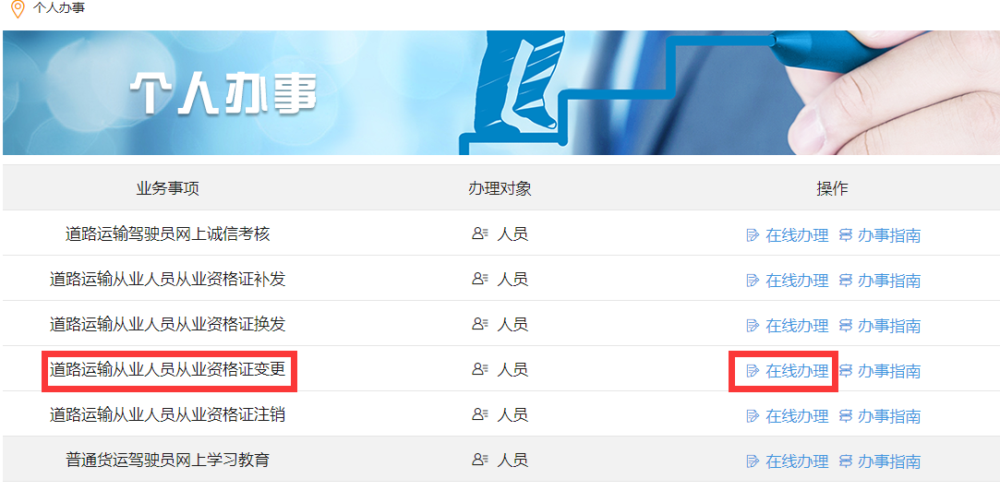 个人办事
个人办事
业务事项 办理对象 操作
道路运输驾驶员网上诚信考核 人员 在线办理 办事指南
道路运输从业人员从业资格证补发 人员 在线办理 办事指南
道路运输从业人员从业资格证换发 人员 在线办理 办事指南
道路运输从业人员从业资格证变更 人员 在线办理 办事指南
道路运输从业人员从业资格证注销 人员 在线办理 办事指南
普通货运驾驶员网上学习教育 人员 在线办理 办事指南